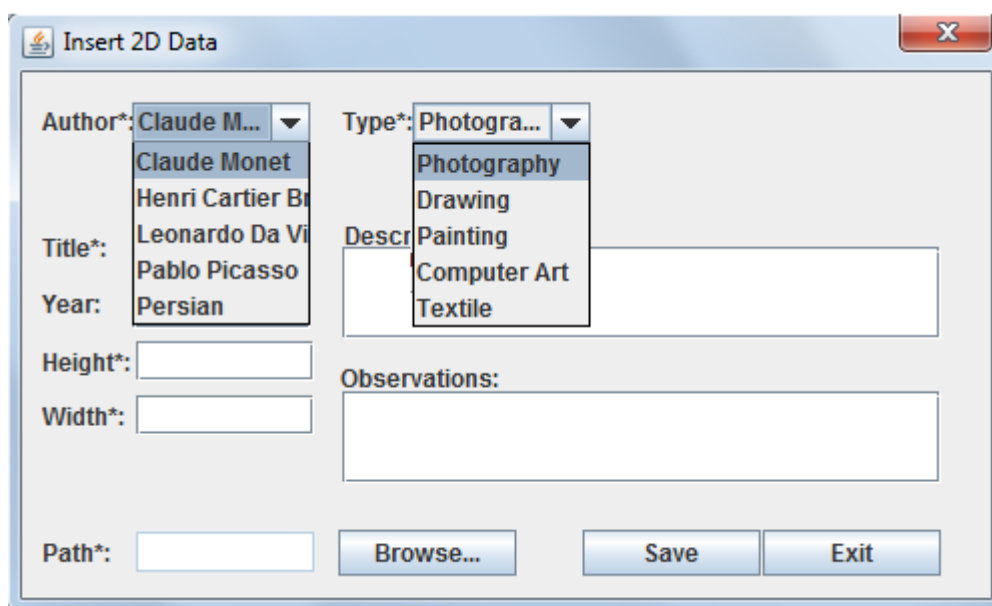 Insert 2D Data
Author*: Claude M... Type*: Photogra...
Claude Monet
Henri Cartier B
Leonardo Da Vi
Pablo Picasso
Persian
Photography
Drawing
Painting
Computer Art
Textile
Title*: Descr
Year:
Height*:
Observations:
Width*:
Path*: Browse... Save Exit